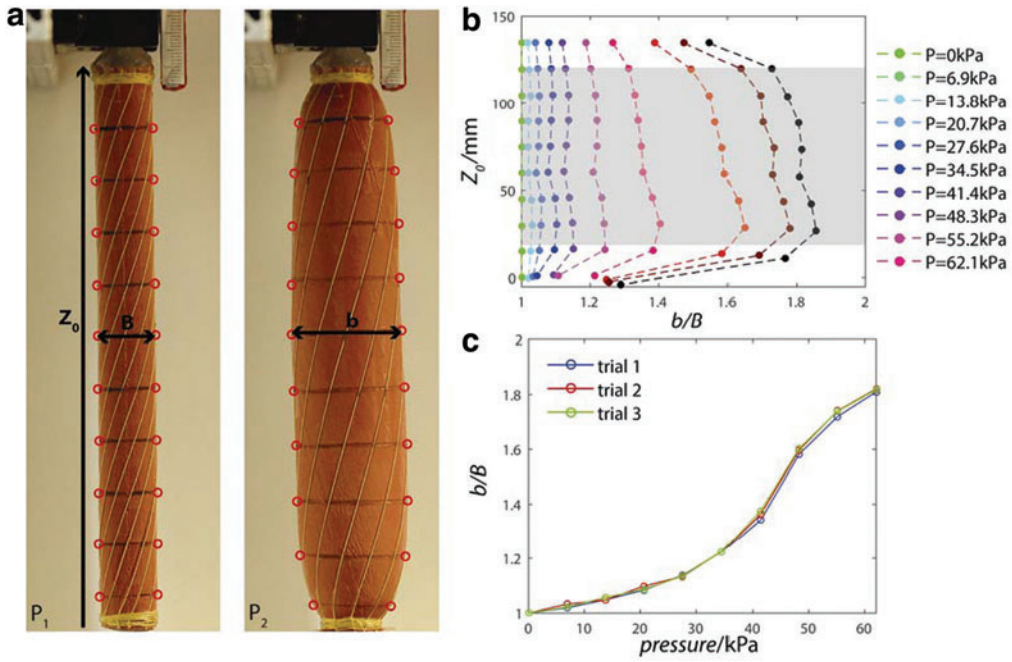 a
Z₀
B
P₁
b
P₂
b
Z₀/mm
150
100
50
0
1
1.2
1.4
1.6
1.8
2
b/B
P=0kPa
P=6.9kPa
P=13.8kPa
P=20.7kPa
P=27.6kPa
P=34.5kPa
P=41.4kPa
P=48.3kPa
P=55.2kPa
P=62.1kPa
c
b/B
2
1.8
1.6
1.4
1.2
1
trial 1
trial 2
trial 3
0
10
20
30
40
50
60
pressure/kPa